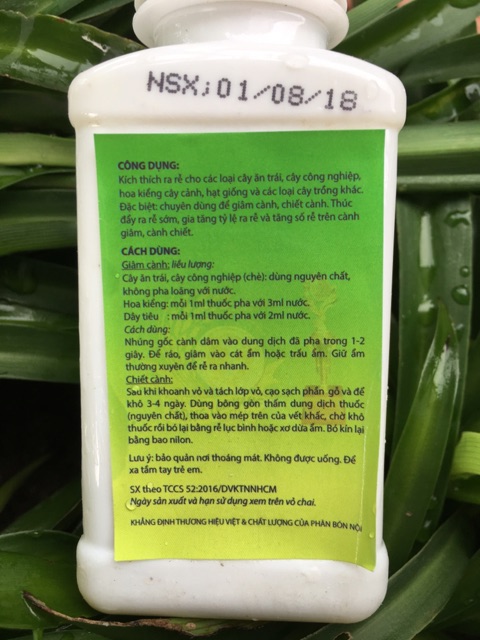 NSX: 01/08/18
CÔNG DỤNG:
Kích thích ra rễ cho các loại cây ăn trái, cây công nghiệp,
hoa kiểng cây cảnh, hạt giống và các loại cây trồng khác.
Đặc biệt: chuyên dùng để giâm cành, chiết cành. Thúc
đẩy ra rễ sớm, gia tăng tỷ lệ ra rễ và tăng số rễ trên cành
giâm, cành chiết.
CÁCH DÙNG:
Giâm cành: liều lượng:
Cây ăn trái, cây công nghiệp (chè): dùng nguyên chất,
không pha loãng với nước.
Hoa kiểng: mỗi 1ml thuốc pha với 3ml nước.
Dây tiêu : mỗi 1ml thuốc pha với 2ml nước.
Cách dùng:
Nhúng gốc cành dâm vào dung dịch đã pha trong 1-2
giây. Để ráo, giâm vào cát ẩm hoặc trấu ẩm. Giữ ẩm
thường xuyên để rễ ra nhanh.
Chiết cành:
Sau khi khoanh vỏ và tách lớp vỏ, cạo sạch phần gỗ và để
khô 3-4 ngày. Dùng bông gòn thấm dung dịch thuốc
(nguyên chất), thoa vào mép trên của vết khấc, chờ khô
thuốc rồi bó lại bằng rễ lục bình hoặc xơ dừa ẩm. Bó kín lại
bằng bao nilon.
Lưu ý: bảo quản nơi thoáng mát. Không được uống. Để
xa tầm tay trẻ em.
SX theo TCCS 52:2016/DVKTNNHCM
Ngày sản xuất và hạn sử dụng xem trên vỏ chai.
KHẲNG ĐỊNH THƯƠNG HIỆU VIỆT & CHẤT LƯỢNG CỦA PHÂN BÓN NỘI